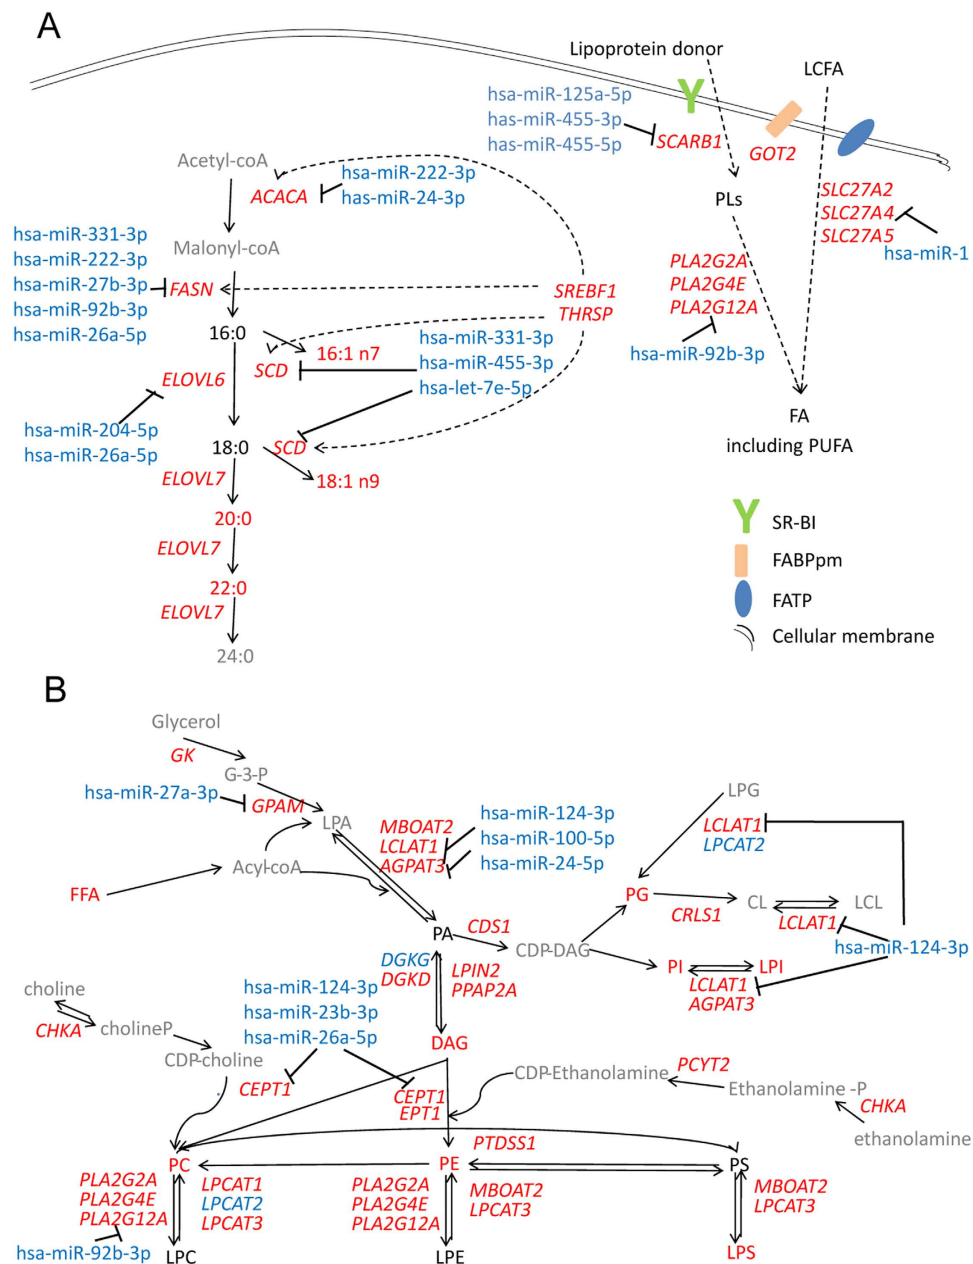 A
Lipoprotein donor
LCFA
hsa-miR-125a-5p
has-miR-455-3p
has-miR-455-5p
SCARB1
GOT2
Acetyl-coA
ACACA
hsa-miR-222-3p
has-miR-24-3p
PLs
SLC27A2
SLC27A4
SLC27A5
hsa-miR-1
hsa-miR-331-3p
hsa-miR-222-3p
hsa-miR-27b-3p
hsa-miR-92b-3p
hsa-miR-26a-5p
Malonyl-coA
FASN
SREBF1
THRSP
PLA2G2A
PLA2G4E
PLA2G12A
hsa-miR-92b-3p
16:0
16:1 n7
SCD
hsa-miR-331-3p
hsa-miR-455-3p
hsa-let-7e-5p
ELOVL6
hsa-miR-204-5p
hsa-miR-26a-5p
FA
including PUFA
18:0
SCD
18:1 n9
ELOVL7
20:0
ELOVL7
22:0
ELOVL7
24:0
SR-BI
FABPpm
FATP
Cellular membrane
B
Glycerol
GK
G-3-P
hsa-miR-27a-3p
GPAM
LPA
MBOAT2
LCLAT1
AGPAT3
hsa-miR-124-3p
hsa-miR-100-5p
hsa-miR-24-5p
LPG
LCLAT1
LPCAT2
Acyl-coA
FFA
PG
CRLS1
CL
LCL
LCLAT1
hsa-miR-124-3p
PA
CDS1
CDP-DAG
PI
LPI
LCLAT1
AGPAT3
DGKG
DGKD
LPIN2
PPAP2A
hsa-miR-124-3p
hsa-miR-23b-3p
hsa-miR-26a-5p
choline
CHKA
cholineP
CDP-choline
DAG
CEPT1
CEPT1
EPT1
CDP-Ethanolamine
PCYT2
Ethanolamine -P
CHKA
ethanolamine
PTDSS1
PC
PE
PS
PLA2G2A
PLA2G4E
PLA2G12A
LPCAT1
LPCAT2
LPCAT3
PLA2G2A
PLA2G4E
PLA2G12A
MBOAT2
LPCAT3
MBOAT2
LPCAT3
hsa-miR-92b-3p
LPC
LPE
LPS